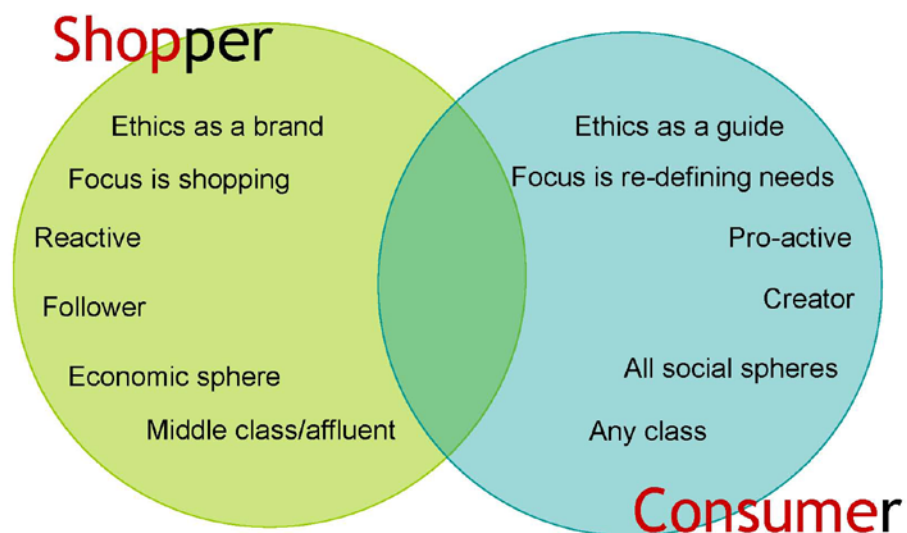 Shopper
Ethics as a brand
Focus is shopping
Reactive
Follower
Economic sphere
Middle class/affluent
Ethics as a guide
Focus is re-defining needs
Pro-active
Creator
All social spheres
Any class
Consumer